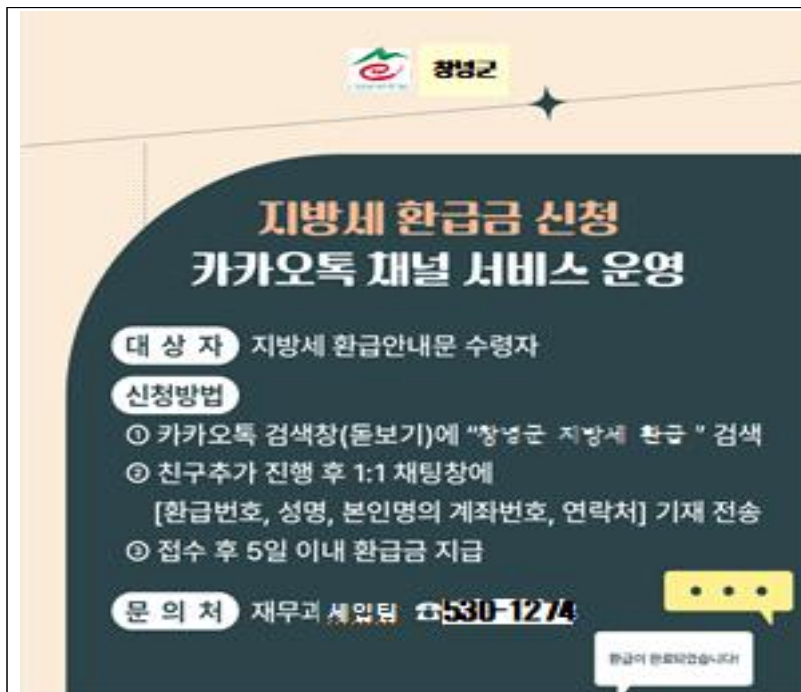 창녕군
지방세 환급금 신청
카카오톡 채널 서비스 운영
대 상 자 지방세 환급안내문 수령자
신청방법
① 카카오톡 검색창(돋보기)에 "창녕군 지방세 환급 " 검색
② 친구추가 진행 후 1:1 채팅창에
[환급번호, 성명, 본인명의 계좌번호, 연락처] 기재 전송
③ 접수 후 5일 이내 환급금 지급
문 의 처 재무과 세입팀 ☎530-1274
환급이 완료되었습니다!